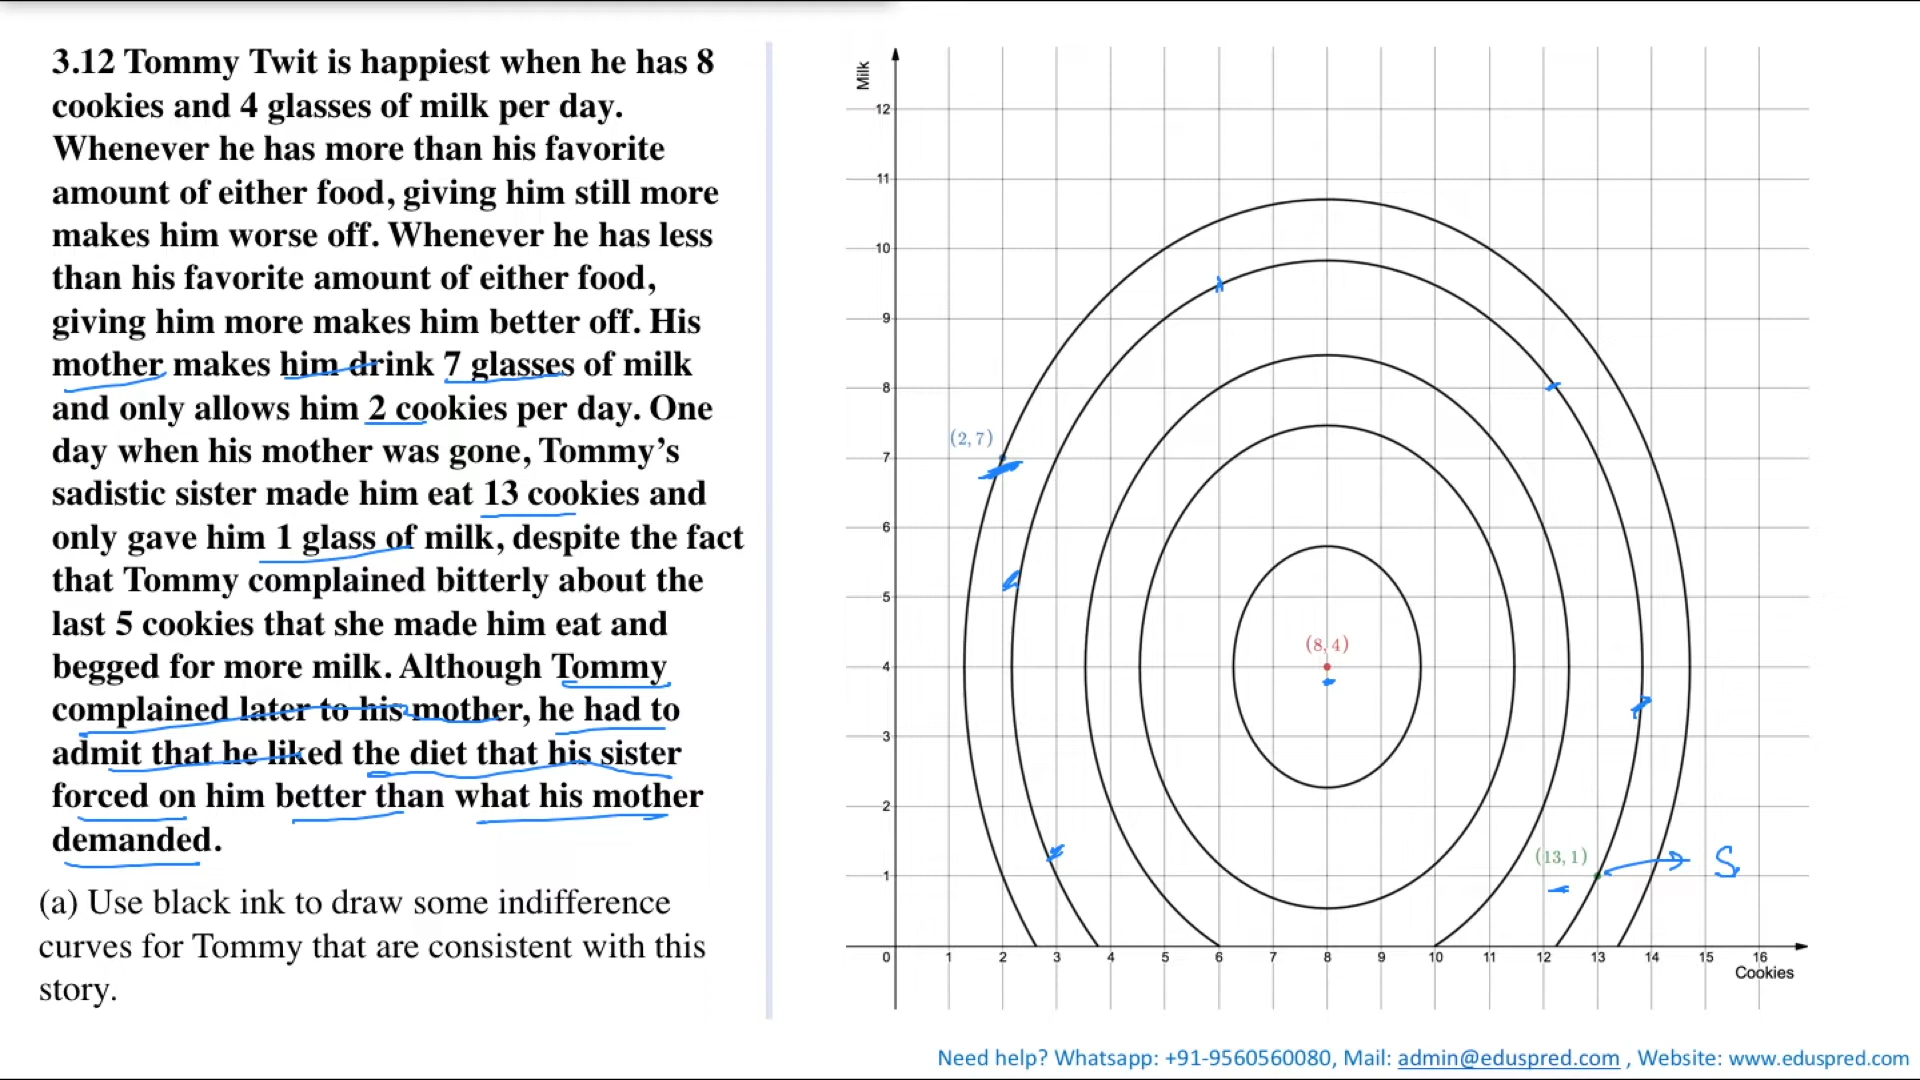 3.12 Tommy Twit is happiest when he has 8
cookies and 4 glasses of milk per day.
Whenever he has more than his favorite
amount of either food, giving him still more
makes him worse off. Whenever he has less
than his favorite amount of either food,
giving him more makes him better off. His
mother makes him drink 7 glasses of milk
and only allows him 2 cookies per day. One
day when his mother was gone, Tommy’s
sadistic sister made him eat 13 cookies and
only gave him 1 glass of milk, despite the fact
that Tommy complained bitterly about the
last 5 cookies that she made him eat and
begged for more milk. Although Tommy
complained later to his mother, he had to
admit that he liked the diet that his sister
forced on him better than what his mother
demanded.
(a) Use black ink to draw some indifference
curves for Tommy that are consistent with this
story.
Milk
12
11
10
9
8
7
6
5
4
3
2
1
(2, 7)
(8, 4)
(13, 1)
S
0 1 2 3 4 5 6 7 8 9 10 11 12 13 14 15 16
Cookies
Need help? Whatsapp: +91-9560560080, Mail: admin@eduspred.com , Website: www.eduspred.com